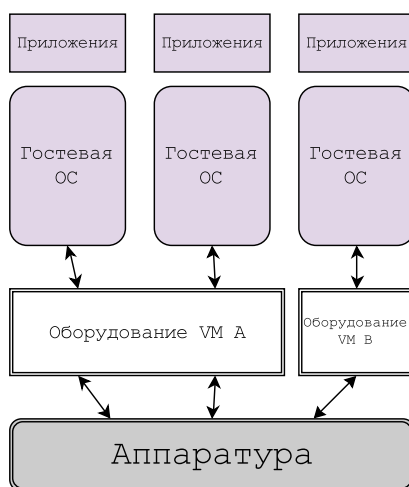 Приложения Приложения Приложения
Гостевая Гостевая Гостевая
ОС ОС ОС
Оборудование VM A
Оборудование
VM B
Аппаратура